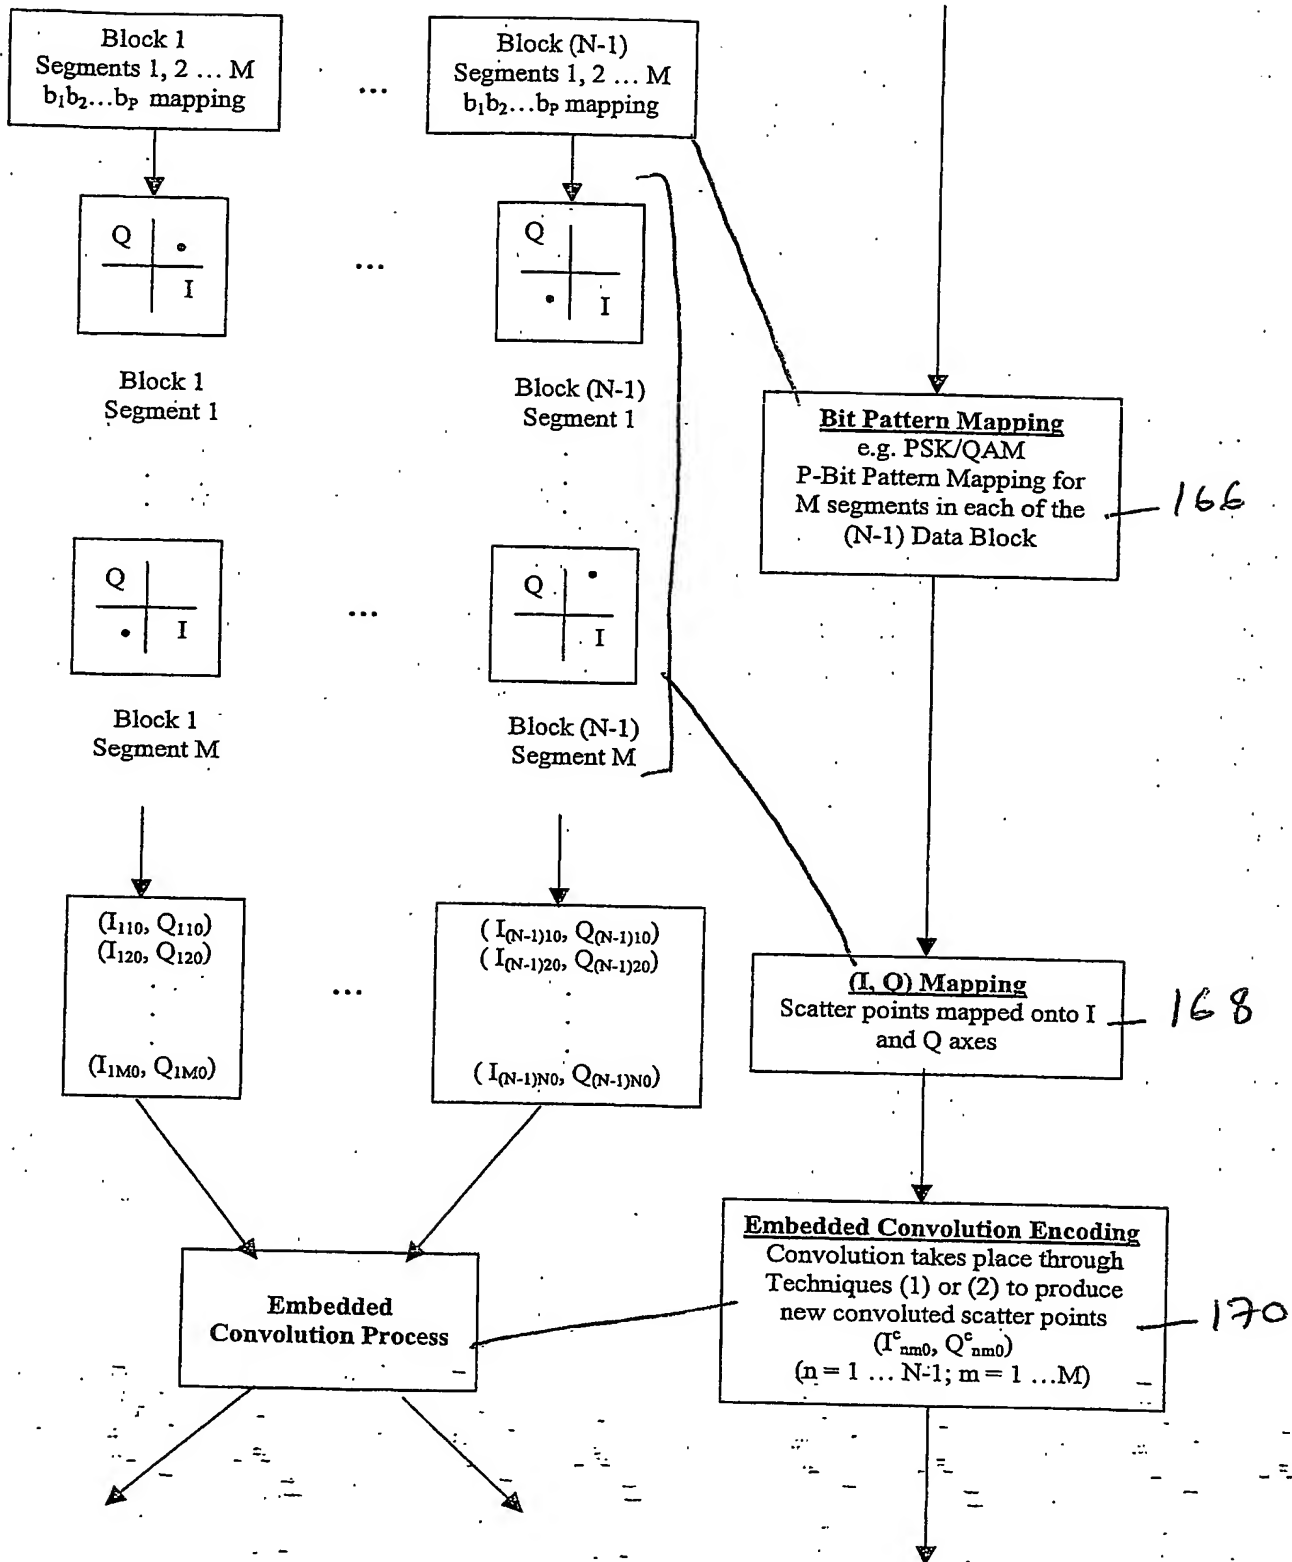 Block 1
Segments 1, 2 ... M
b₁b₂...bₚ mapping
...
Block (N-1)
Segments 1, 2 ... M
b₁b₂...bₚ mapping
Q
I
...
Q
I
Block 1
Segment 1
Block (N-1)
Segment 1
Bit Pattern Mapping
e.g. PSK/QAM
P-Bit Pattern Mapping for
M segments in each of the
(N-1) Data Block
166
Q
I
...
Q
I
Block 1
Segment M
Block (N-1)
Segment M
(I₁₁₀, Q₁₁₀)
(I₁₂₀, Q₁₂₀)
.
.
.
(I1M0, Q1M0)
...
( I(N-1)10, Q(N-1)10)
( I(N-1)20, Q(N-1)20)
.
.
.
( I(N-1)N0, Q(N-1)N0)
(I, Q) Mapping
Scatter points mapped onto I
and Q axes
168
Embedded
Convolution Process
Embedded Convolution Encoding
Convolution takes place through
Techniques (1) or (2) to produce
new convoluted scatter points
(Iᶜnm0, Qᶜnm0)
(n = 1 ... N-1; m = 1 ...M)
170